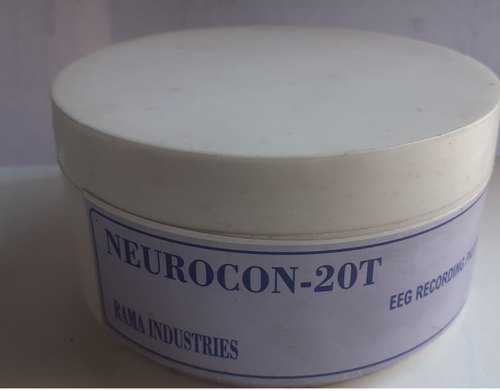 NEUROCON-20T
EEG RECORDING
RAMA INDUSTRIES